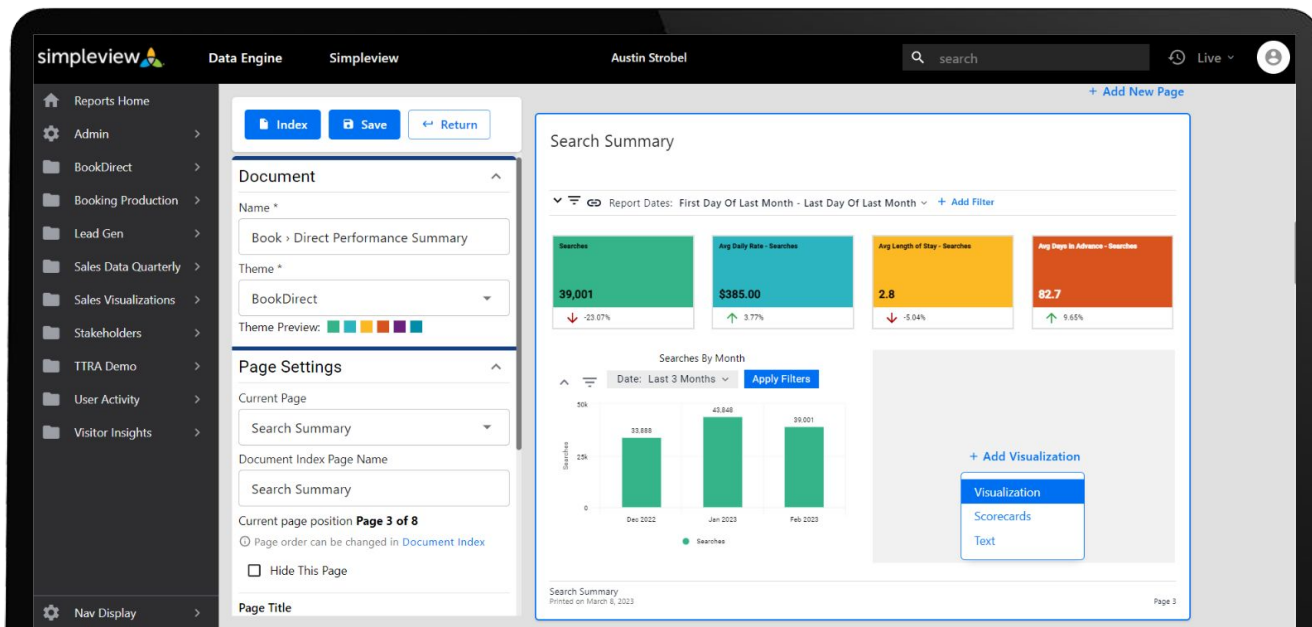 simpleview
Data Engine
Simpleview
Austin Strobel
search
Live
Reports Home
Admin
BookDirect
Booking Production
Lead Gen
Sales Data Quarterly
Sales Visualizations
Stakeholders
TTRA Demo
User Activity
Visitor Insights
Nav Display
Index
Save
Return
Document
Name *
Book › Direct Performance Summary
Theme *
BookDirect
Theme Preview:
Page Settings
Current Page
Search Summary
Document Index Page Name
Search Summary
Current page position Page 3 of 8
Page order can be changed in Document Index
Hide This Page
Page Title
+ Add New Page
Search Summary
Report Dates: First Day Of Last Month - Last Day Of Last Month + Add Filter
Searches
39,001
-23.07%
Avg Daily Rate - Searches
$385.00
3.77%
Avg Length of Stay - Searches
2.8
-5.04%
Avg Days in Advance - Searches
82.7
9.65%
Searches By Month
Date: Last 3 Months
Apply Filters
50k
25k
0
Searches
33,888
43,848
39,001
Dec 2022
Jan 2023
Feb 2023
Searches
+ Add Visualization
Visualization
Scorecards
Text
Search Summary
Printed on March 8, 2023
Page 3